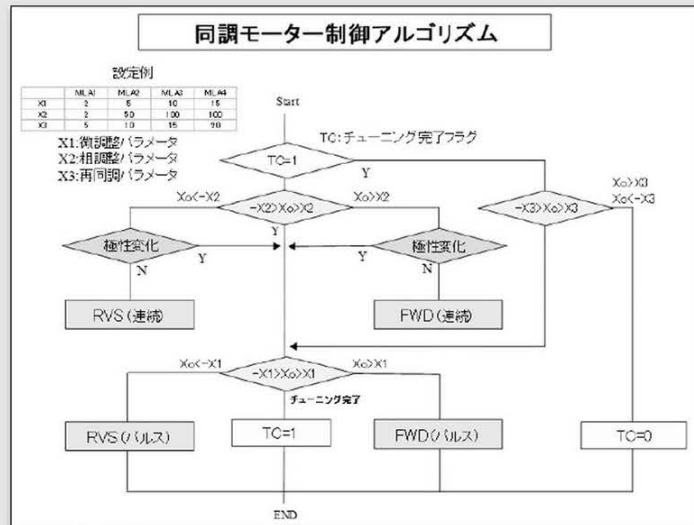 同調モーター制御アルゴリズム
設定例
MLA1 MLA2 MLA3 MLA4
X1 2 5 10 15
X2 2 50 100 100
X3 5 10 15 20
X1:微調整パラメータ
X2:粗調整パラメータ
X3:再同調パラメータ
Start
TC:チューニング完了フラグ
TC=1
Y
Xo<-X2
-X2>Xo>X2
Xo>X2
Y
-X3>Xo>X3
Xo>X3
Xo<-X3
極性変化
Y
N
極性変化
Y
N
RVS(連続)
FWD(連続)
Xo<-X1
-X1>Xo>X1
Xo>X1
チューニング完了
RVS(パルス)
TC=1
FWD(パルス)
TC=0
END